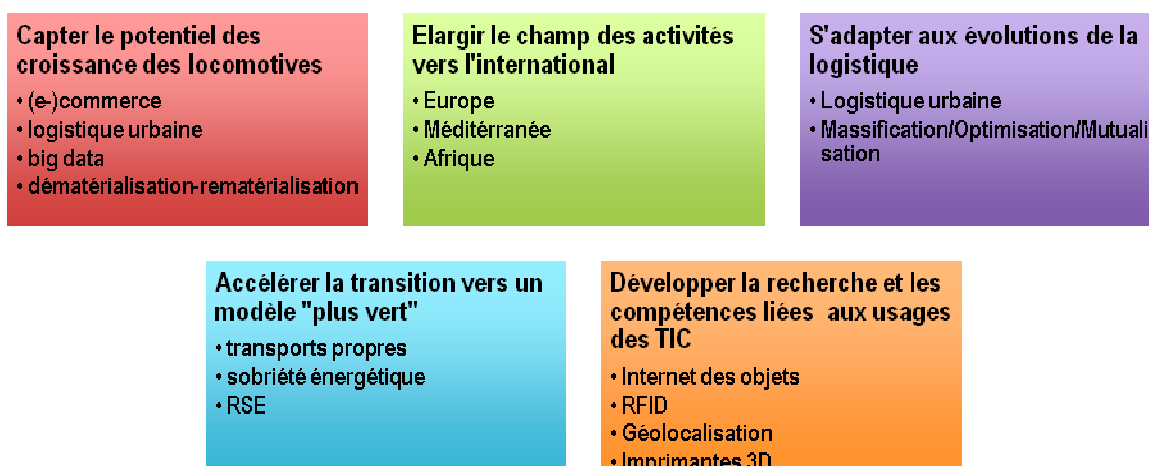 Capter le potentiel des
croissance des locomotives
• (e-)commerce
• logistique urbaine
• big data
• dématérialisation-rematérialisation
Elargir le champ des activités
vers l'international
• Europe
• Méditérranée
• Afrique
S'adapter aux évolutions de la
logistique
• Logistique urbaine
• Massification/Optimisation/Mutuali
sation
Accélérer la transition vers un
modèle "plus vert"
• transports propres
• sobriété énergétique
• RSE
Développer la recherche et les
compétences liées aux usages
des TIC
• Internet des objets
• RFID
• Géolocalisation
• Imprimantes 3D